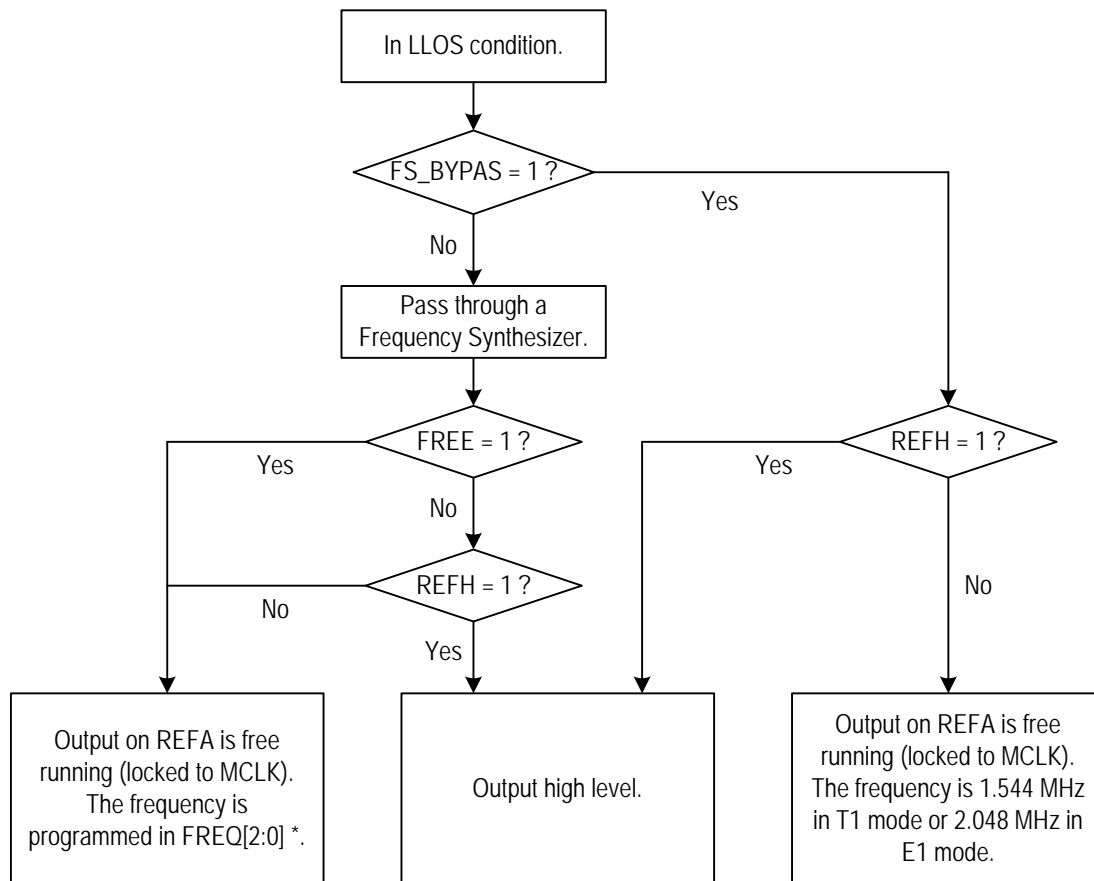 In LLOS condition.
FS_BYPAS = 1 ?
Yes
No
Pass through a
Frequency Synthesizer.
FREE = 1 ?
REFH = 1 ?
Yes
Yes
No
REFH = 1 ?
No
No
Yes
Output on REFA is free
running (locked to MCLK).
The frequency is
programmed in FREQ[2:0] *.
Output high level.
Output on REFA is free
running (locked to MCLK).
The frequency is 1.544 MHz
in T1 mode or 2.048 MHz in
E1 mode.